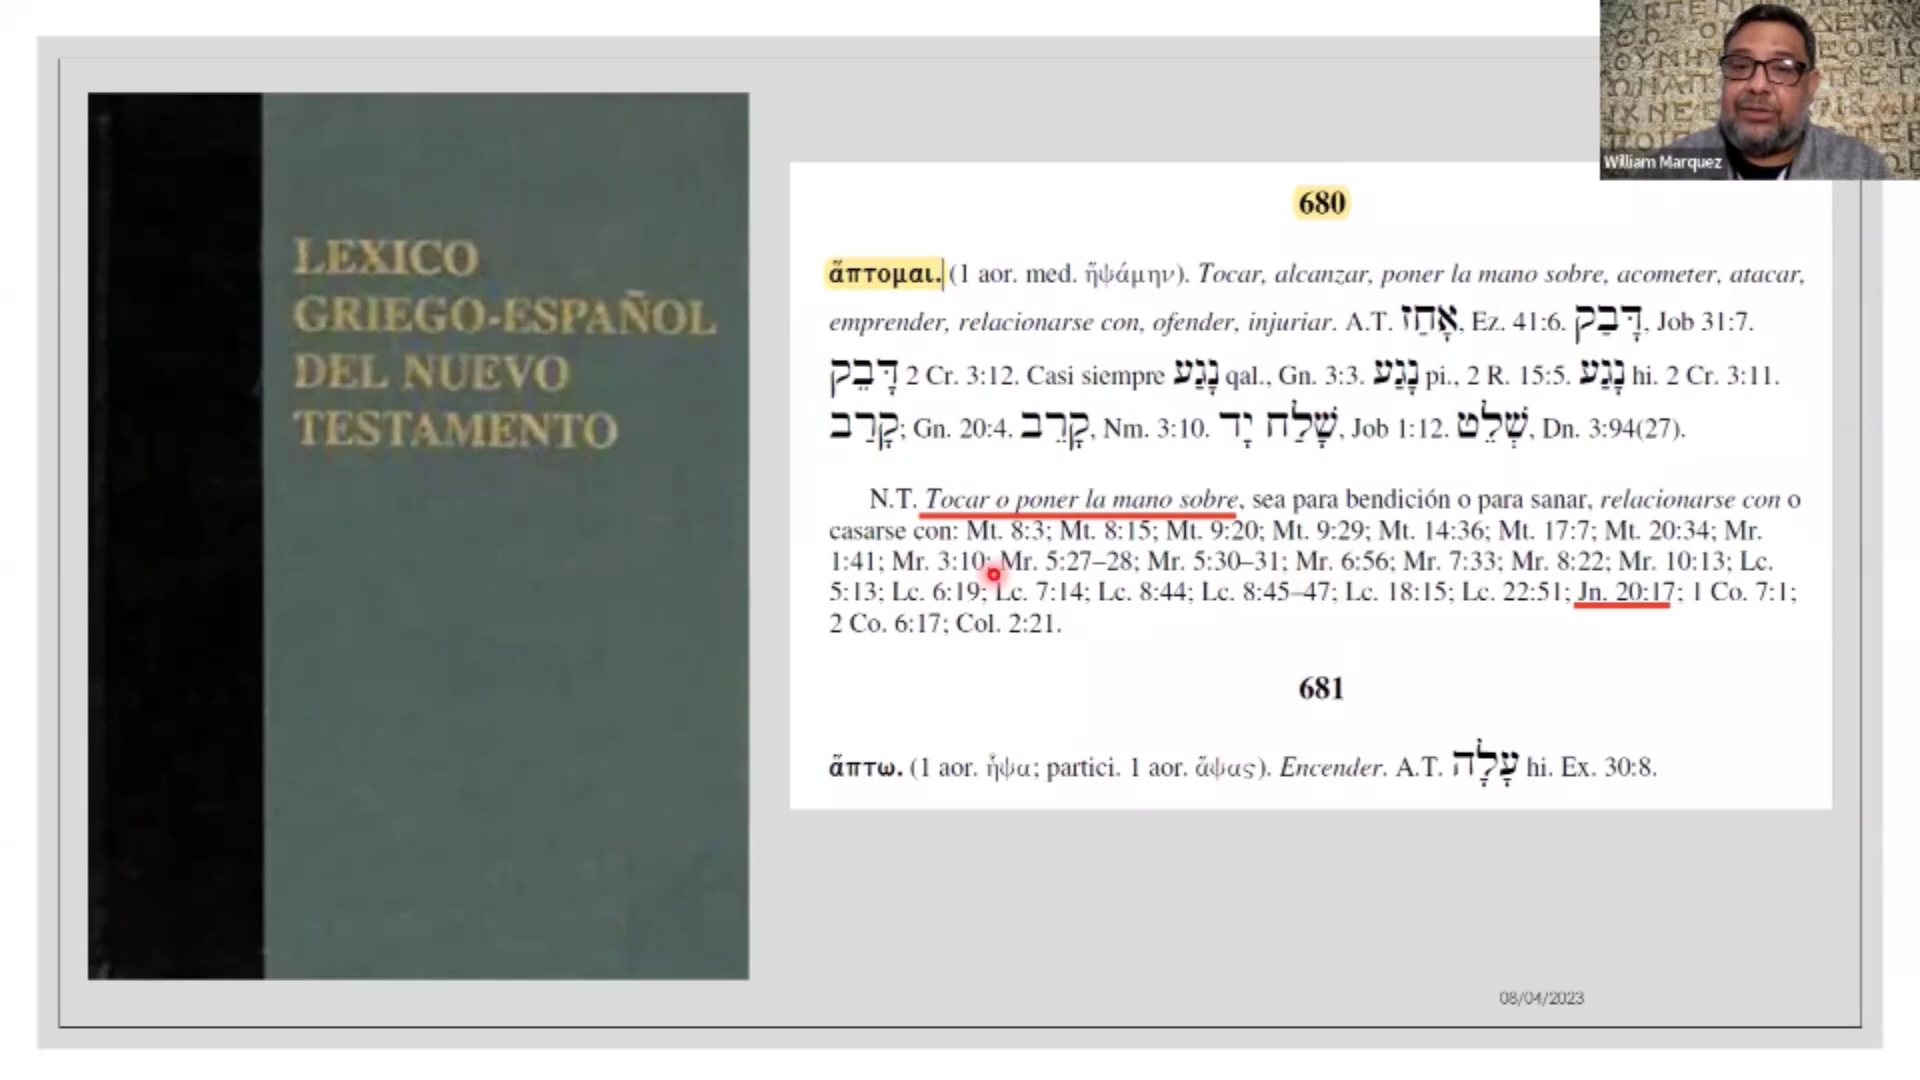 LEXICO
GRIEGO-ESPAÑOL
DEL NUEVO
TESTAMENTO
William Marquez
680
ἅπτομαι. (1 aor. med. ἥψάμην). Tocar, alcanzar, poner la mano sobre, acometer, atacar,
emprender, relacionarse con, ofender, injuriar. A.T. אָחַז, Ez. 41:6. דָּבַק, Job 31:7.
דָּבֵק 2 Cr. 3:12. Casi siempre נָגַע qal., Gn. 3:3. נָגַע pi., 2 R. 15:5. נָגַע hi. 2 Cr. 3:11.
קָרַב; Gn. 20:4. קָרֵב, Nm. 3:10. שָׁלַח יָד, Job 1:12. שְׁלֵט, Dn. 3:94(27).
N.T. Tocar o poner la mano sobre, sea para bendición o para sanar, relacionarse con o
casarse con: Mt. 8:3; Mt. 8:15; Mt. 9:20; Mt. 9:29; Mt. 14:36; Mt. 17:7; Mt. 20:34; Mr.
1:41; Mr. 3:10; Mr. 5:27–28; Mr. 5:30–31; Mr. 6:56; Mr. 7:33; Mr. 8:22; Mr. 10:13; Lc.
5:13; Lc. 6:19; Lc. 7:14; Lc. 8:44; Lc. 8:45–47; Lc. 18:15; Lc. 22:51; Jn. 20:17; 1 Co. 7:1;
2 Co. 6:17; Col. 2:21.
681
ἅπτω. (1 aor. ἥψα; partici. 1 aor. ἅψας). Encender. A.T. עָלָה hi. Ex. 30:8.
08/04/2023